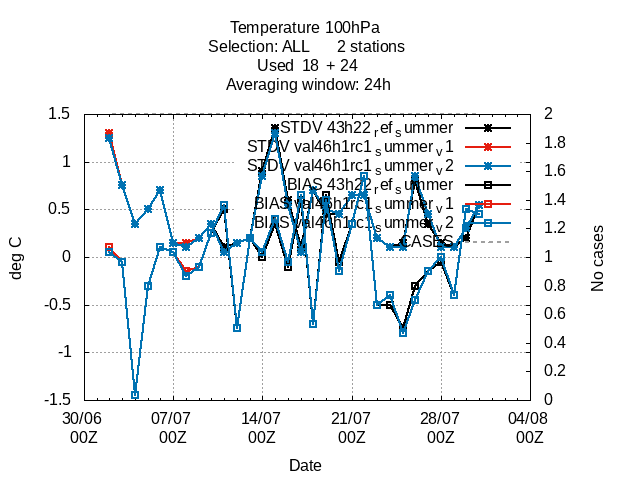 Temperature 100hPa
Selection: ALL 2 stations
Used 18 + 24
Averaging window: 24h
STDV 43h22_ref_summer
STDV val46h1rc1_summer_v1
STDV val46h1rc1_summer_v2
BIAS 43h22_ref_summer
BIAS val46h1rc1_summer_v1
BIAS val46h1rc1_summer_v2
CASES
1.5
1
0.5
0
-0.5
-1
-1.5
deg C
2
1.8
1.6
1.4
1.2
1
0.8
0.6
0.4
0.2
0
No cases
30/06 07/07 14/07 21/07 28/07 04/08
00Z 00Z 00Z 00Z 00Z 00Z
Date